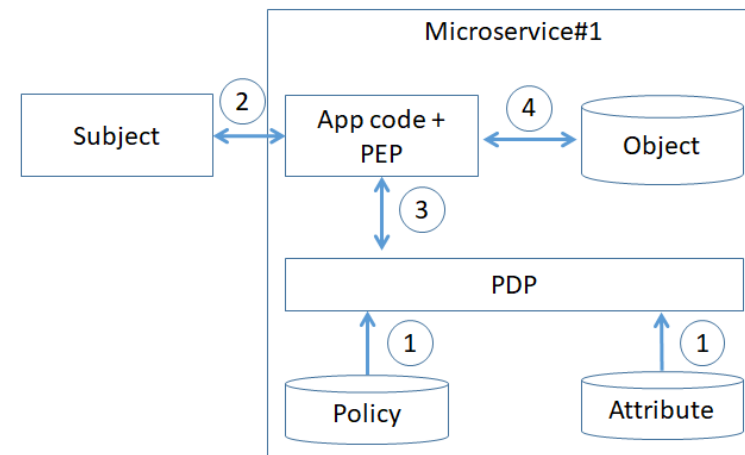 Microservice#1
2
4
Subject
App code +
PEP
Object
3
PDP
1
1
Policy
Attribute